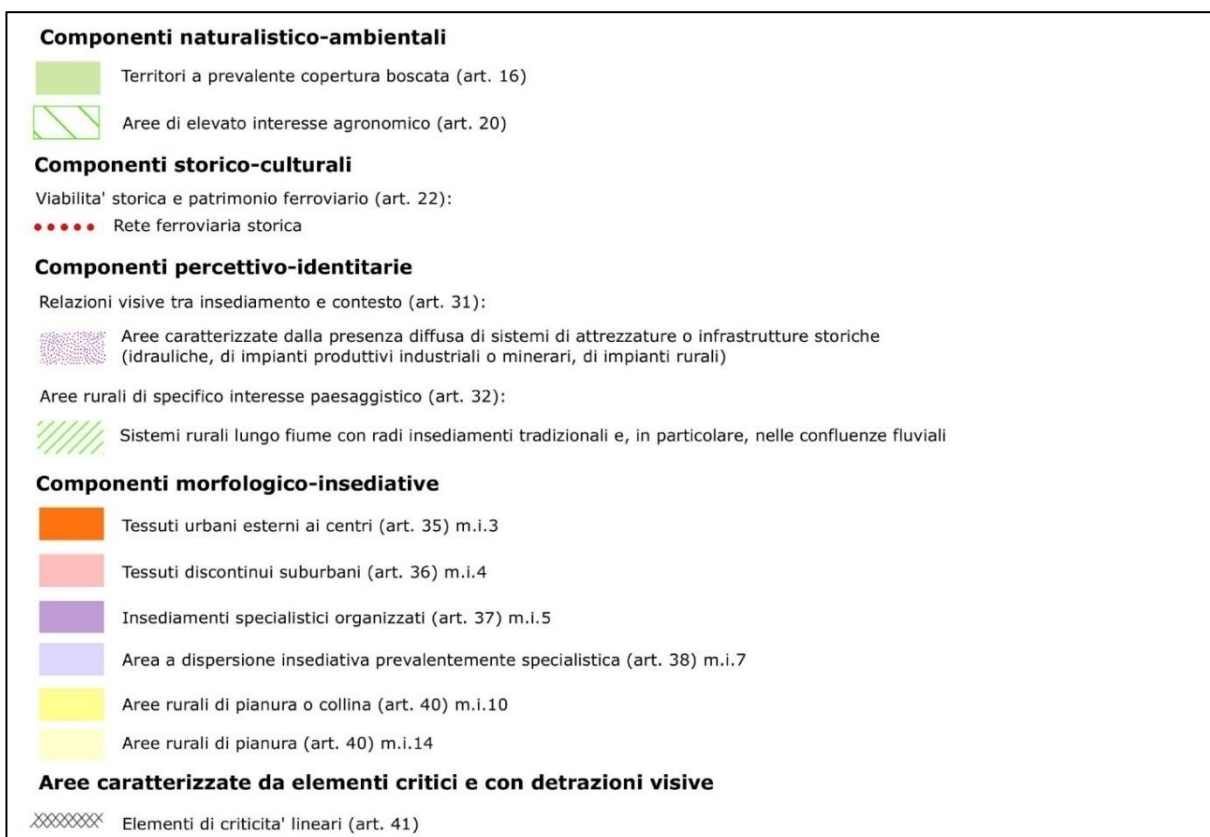 Componenti naturalistico-ambientali
Territori a prevalente copertura boscata (art. 16)
Aree di elevato interesse agronomico (art. 20)
Componenti storico-culturali
Viabilita' storica e patrimonio ferroviario (art. 22):
Rete ferroviaria storica
Componenti percettivo-identitarie
Relazioni visive tra insediamento e contesto (art. 31):
Aree caratterizzate dalla presenza diffusa di sistemi di attrezzature o infrastrutture storiche
(idrauliche, di impianti produttivi industriali o minerari, di impianti rurali)
Aree rurali di specifico interesse paesaggistico (art. 32):
Sistemi rurali lungo fiume con radi insediamenti tradizionali e, in particolare, nelle confluenze fluviali
Componenti morfologico-insediative
Tessuti urbani esterni ai centri (art. 35) m.i.3
Tessuti discontinui suburbani (art. 36) m.i.4
Insediamenti specialistici organizzati (art. 37) m.i.5
Area a dispersione insediativa prevalentemente specialistica (art. 38) m.i.7
Aree rurali di pianura o collina (art. 40) m.i.10
Aree rurali di pianura (art. 40) m.i.14
Aree caratterizzate da elementi critici e con detrazioni visive
Elementi di criticita' lineari (art. 41)